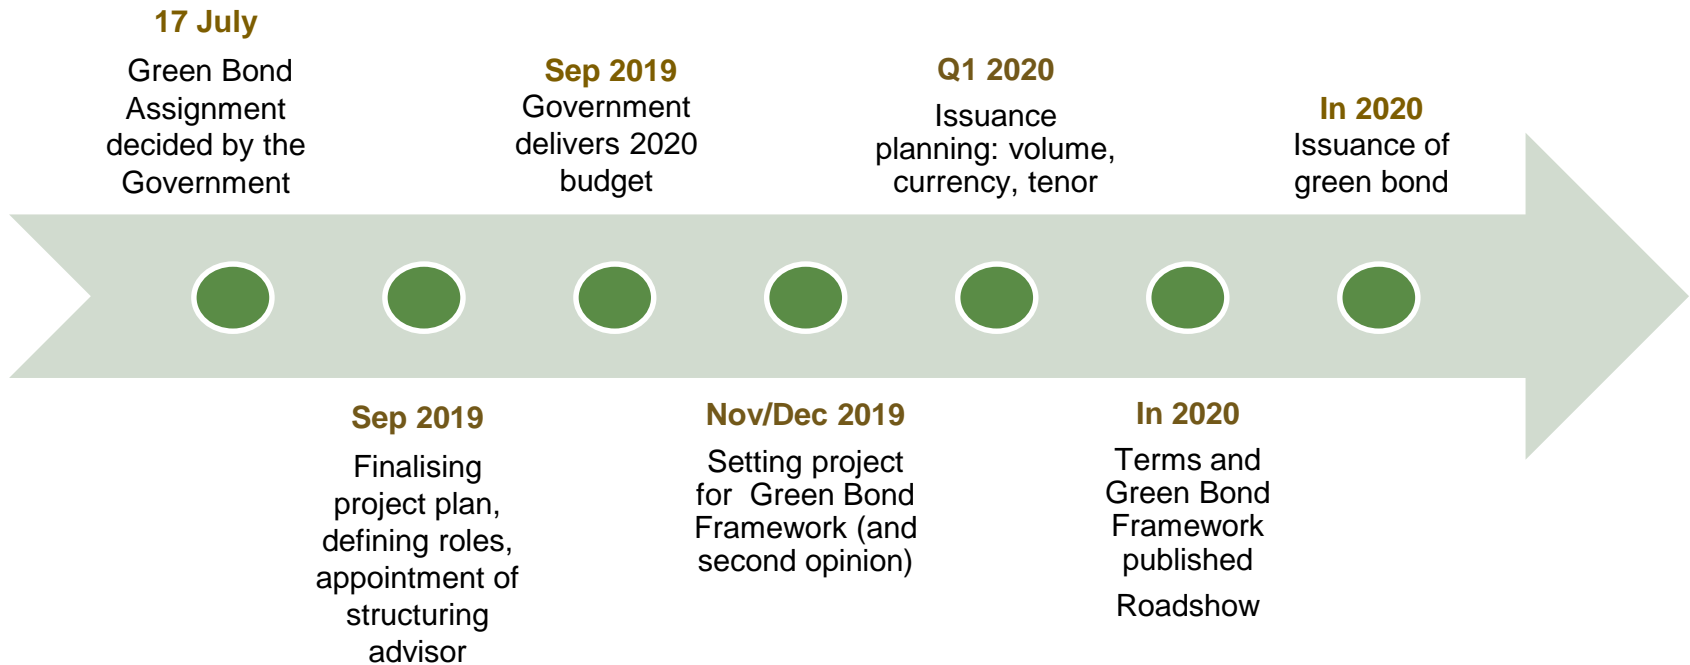 17 July
Green Bond
Assignment
decided by the
Government
Sep 2019
Finalising
project plan,
defining roles,
appointment of
structuring
advisor
Sep 2019
Government
delivers 2020
budget
Nov/Dec 2019
Setting project
for Green Bond
Framework (and
second opinion)
Q1 2020
Issuance
planning: volume,
currency, tenor
In 2020
Terms and
Green Bond
Framework
published
Roadshow
In 2020
Issuance of
green bond